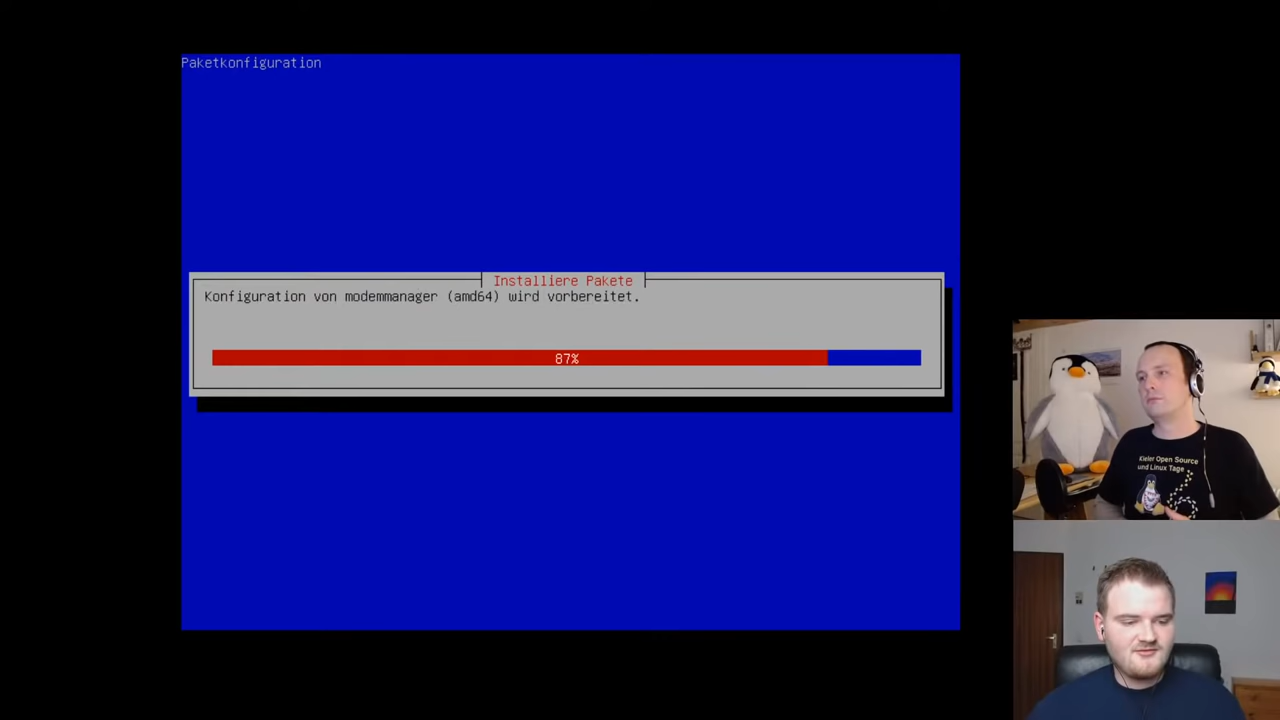 Paketkonfiguration
Installiere Pakete
Konfiguration von modemmanager (amd64) wird vorbereitet.
87%
Kieler Open Source
und Linux Tage